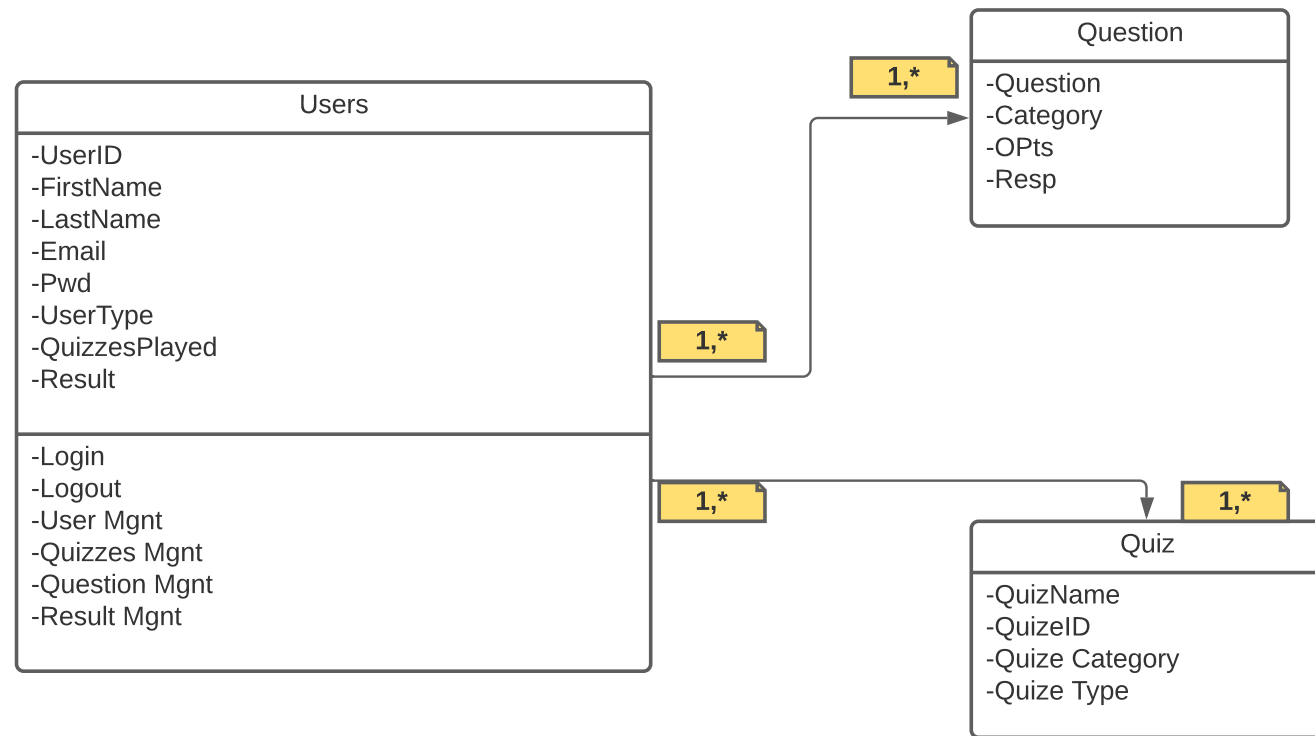 Users
-UserID
-FirstName
-LastName
-Email
-Pwd
-UserType
-QuizzesPlayed
-Result
-Login
-Logout
-User Mgnt
-Quizzes Mgnt
-Question Mgnt
-Result Mgnt
1,*
1,*
1,*
Question
-Question
-Category
-OPts
-Resp
1,*
Quiz
-QuizName
-QuizeID
-Quize Category
-Quize Type